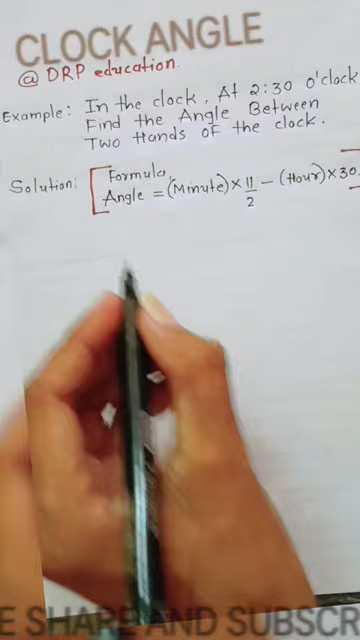 CLOCK ANGLE
@ DRP education.
Example: In the clock, At 2:30 o'clock
Find the Angle Between
Two Hands of the clock.
Solution: Formula,
Angle = (Minute) × 11/2 - (Hour) × 30
E SHARE AND SUBSCR